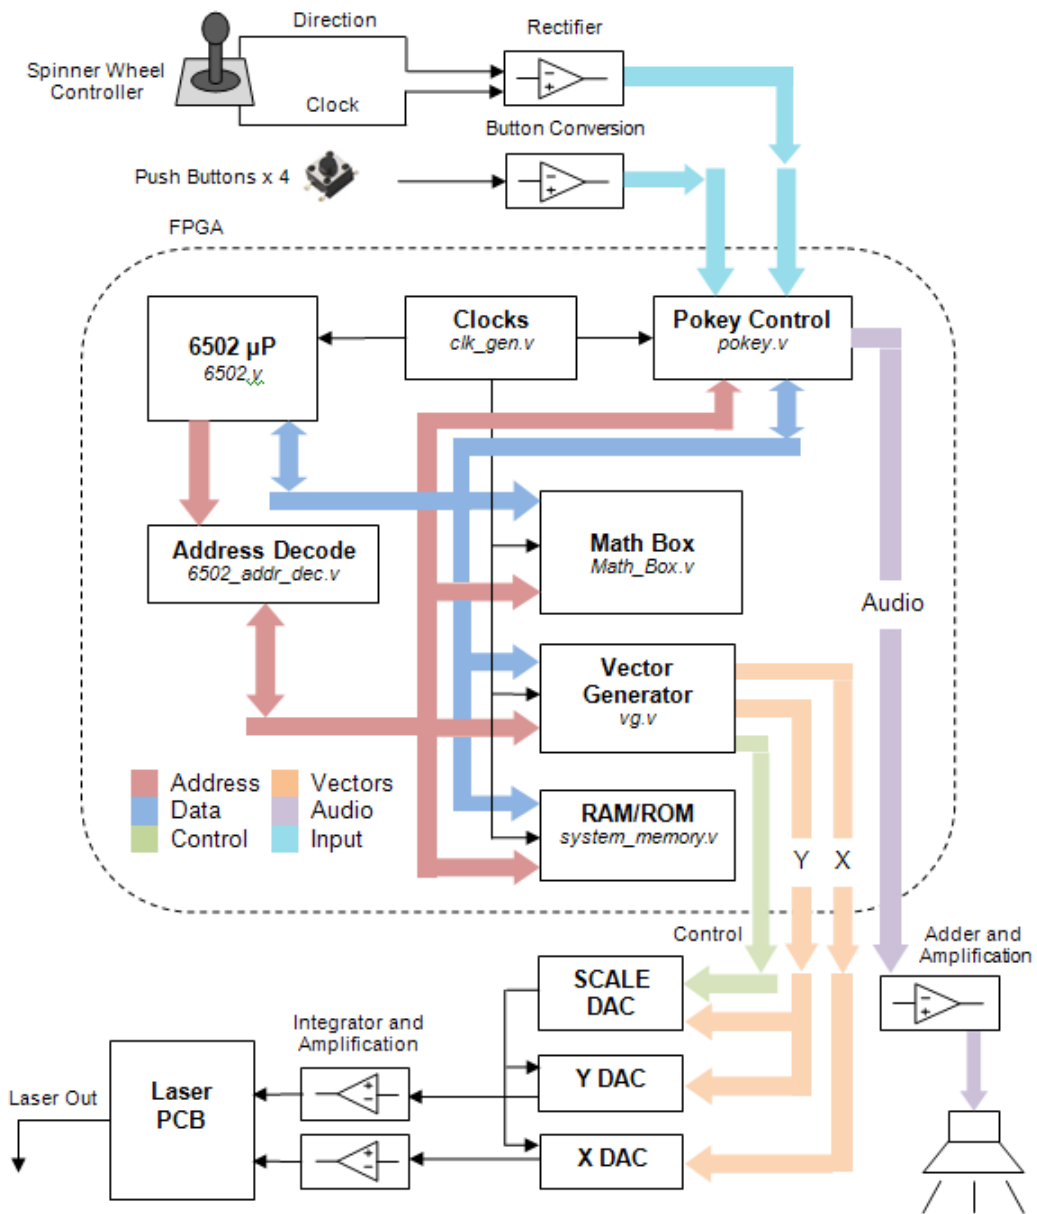 Direction
Rectifier
Spinner Wheel
Controller
Clock
Button Conversion
Push Buttons x 4
FPGA
6502 µP
6502.v
Clocks
clk_gen.v
Pokey Control
pokey.v
Address Decode
6502_addr_dec.v
Math Box
Math_Box.v
Audio
Vector
Generator
vg.v
Address
Vectors
Data
Audio
Control
Input
RAM/ROM
system_memory.v
Y
X
Control
Adder and
Amplification
SCALE
DAC
Integrator and
Amplification
Y DAC
Laser Out
Laser
PCB
X DAC